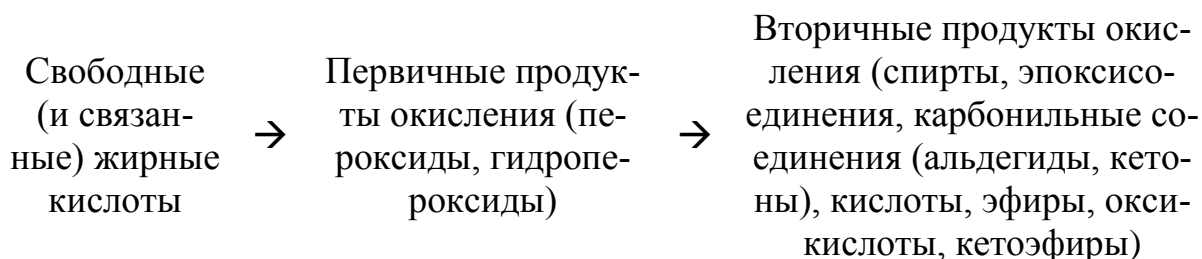 Свободные
(и связан-
ные) жирные
кислоты
→
Первичные продук-
ты окисления (пе-
роксиды, гидропе-
роксиды)
→
Вторичные продукты окис-
ления (спирты, эпоксисо-
единения, карбонильные со-
единения (альдегиды, кето-
ны), кислоты, эфиры, окси-
кислоты, кетоэфиры)